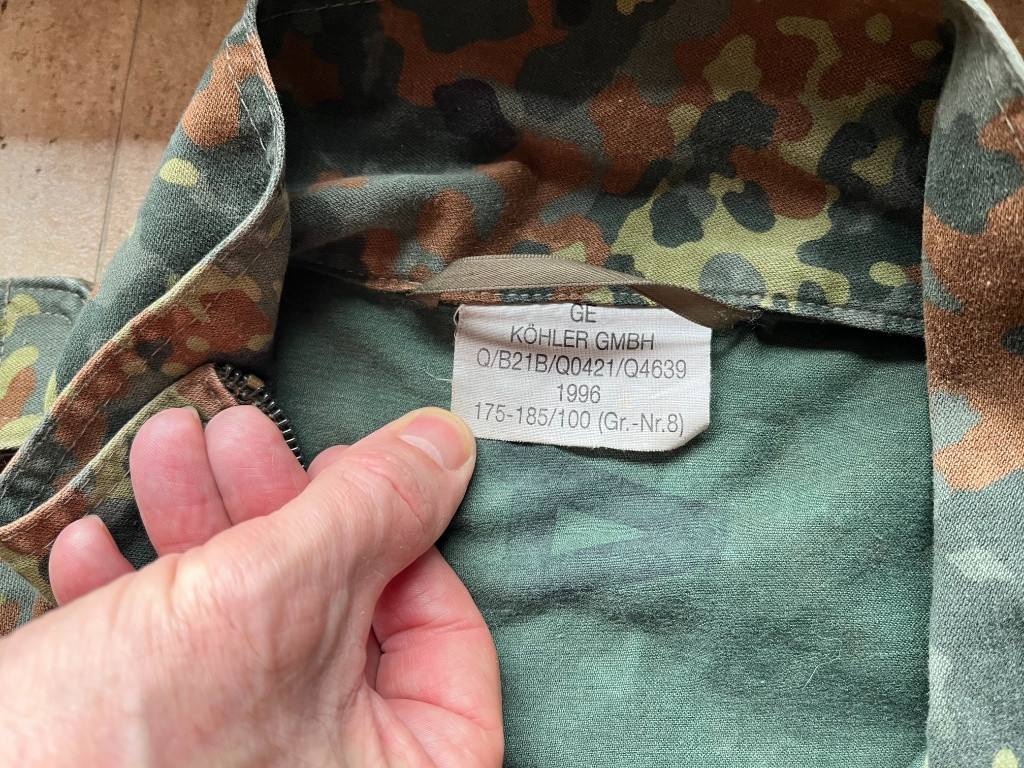 GE
KÖHLER GMBH
Q/B21B/Q0421/Q4639
1996
175-185/100 (Gr.-Nr.8)